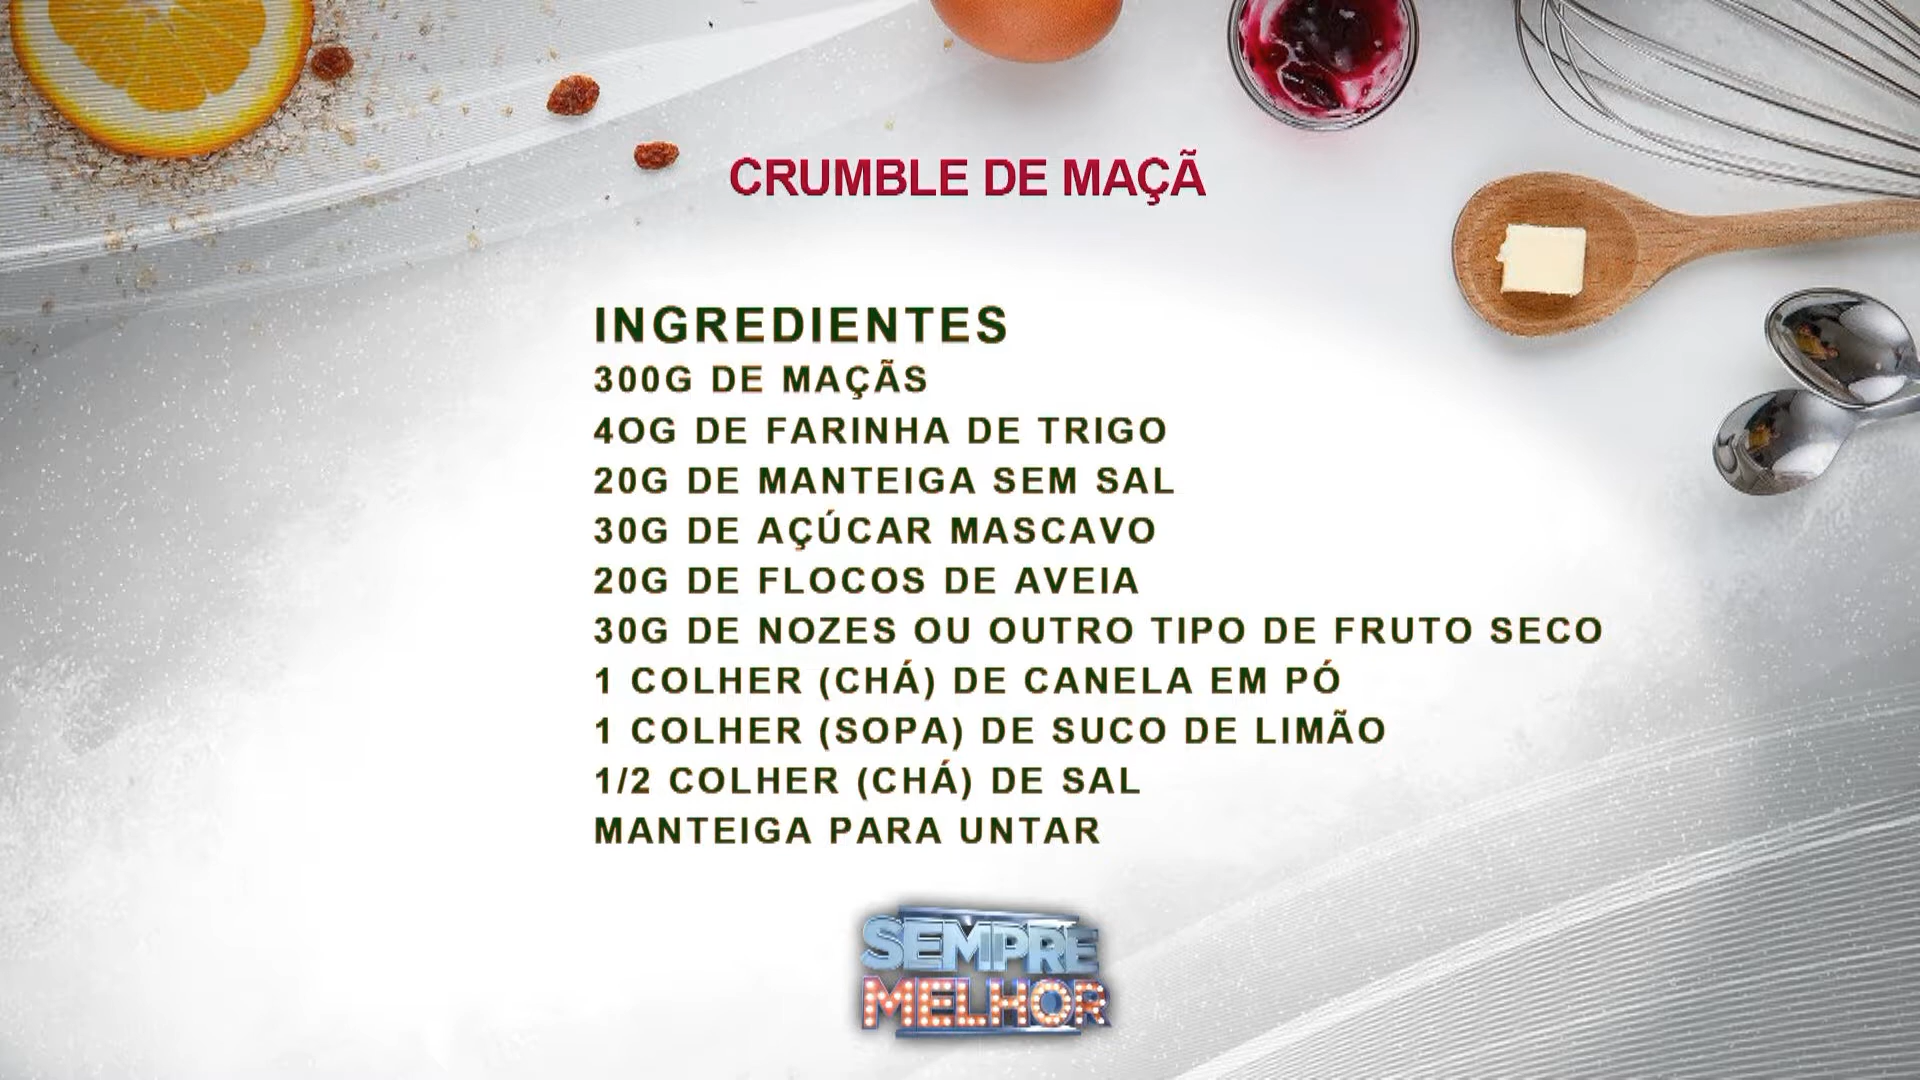 CRUMBLE DE MAÇÃ
INGREDIENTES
300G DE MAÇÃS
4OG DE FARINHA DE TRIGO
20G DE MANTEIGA SEM SAL
30G DE AÇÚCAR MASCAVO
20G DE FLOCOS DE AVEIA
30G DE NOZES OU OUTRO TIPO DE FRUTO SECO
1 COLHER (CHÁ) DE CANELA EM PÓ
1 COLHER (SOPA) DE SUCO DE LIMÃO
1/2 COLHER (CHÁ) DE SAL
MANTEIGA PARA UNTAR
SEMPRE
MELHOR